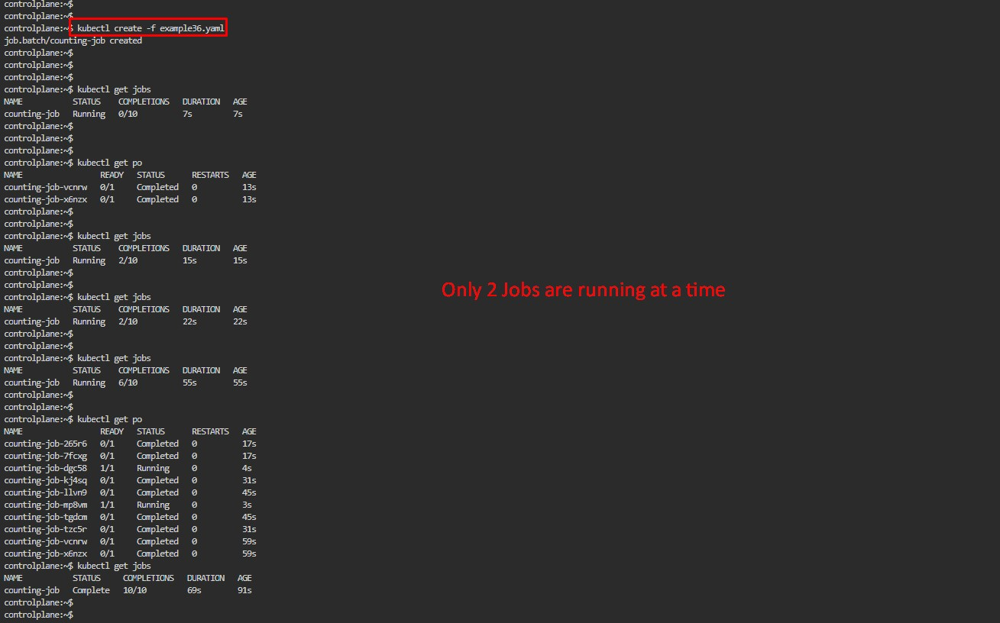 controlplane:~$
controlplane:~$
controlplane:~$ kubectl create -f example36.yaml
job.batch/counting-job created
controlplane:~$
controlplane:~$
controlplane:~$
controlplane:~$ kubectl get jobs
NAME STATUS COMPLETIONS DURATION AGE
counting-job Running 0/10 7s 7s
controlplane:~$
controlplane:~$
controlplane:~$
controlplane:~$ kubectl get po
NAME READY STATUS RESTARTS AGE
counting-job-vcnrw 0/1 Completed 0 13s
counting-job-x6nzx 0/1 Completed 0 13s
controlplane:~$
controlplane:~$
controlplane:~$ kubectl get jobs
NAME STATUS COMPLETIONS DURATION AGE
counting-job Running 2/10 15s 15s
controlplane:~$
controlplane:~$
Only 2 Jobs are running at a time
controlplane:~$ kubectl get jobs
NAME STATUS COMPLETIONS DURATION AGE
counting-job Running 2/10 22s 22s
controlplane:~$
controlplane:~$
controlplane:~$ kubectl get jobs
NAME STATUS COMPLETIONS DURATION AGE
counting-job Running 6/10 55s 55s
controlplane:~$
controlplane:~$
controlplane:~$ kubectl get po
NAME READY STATUS RESTARTS AGE
counting-job-265r6 0/1 Completed 0 17s
counting-job-7fcxg 0/1 Completed 0 17s
counting-job-dgc58 1/1 Running 0 4s
counting-job-kj4sq 0/1 Completed 0 31s
counting-job-llvn9 0/1 Completed 0 45s
counting-job-mp8vm 1/1 Running 0 3s
counting-job-tgdcm 0/1 Completed 0 45s
counting-job-tzc5r 0/1 Completed 0 31s
counting-job-vcnrw 0/1 Completed 0 59s
counting-job-x6nzx 0/1 Completed 0 59s
controlplane:~$ kubectl get jobs
NAME STATUS COMPLETIONS DURATION AGE
counting-job Complete 10/10 69s 91s
controlplane:~$
controlplane:~$